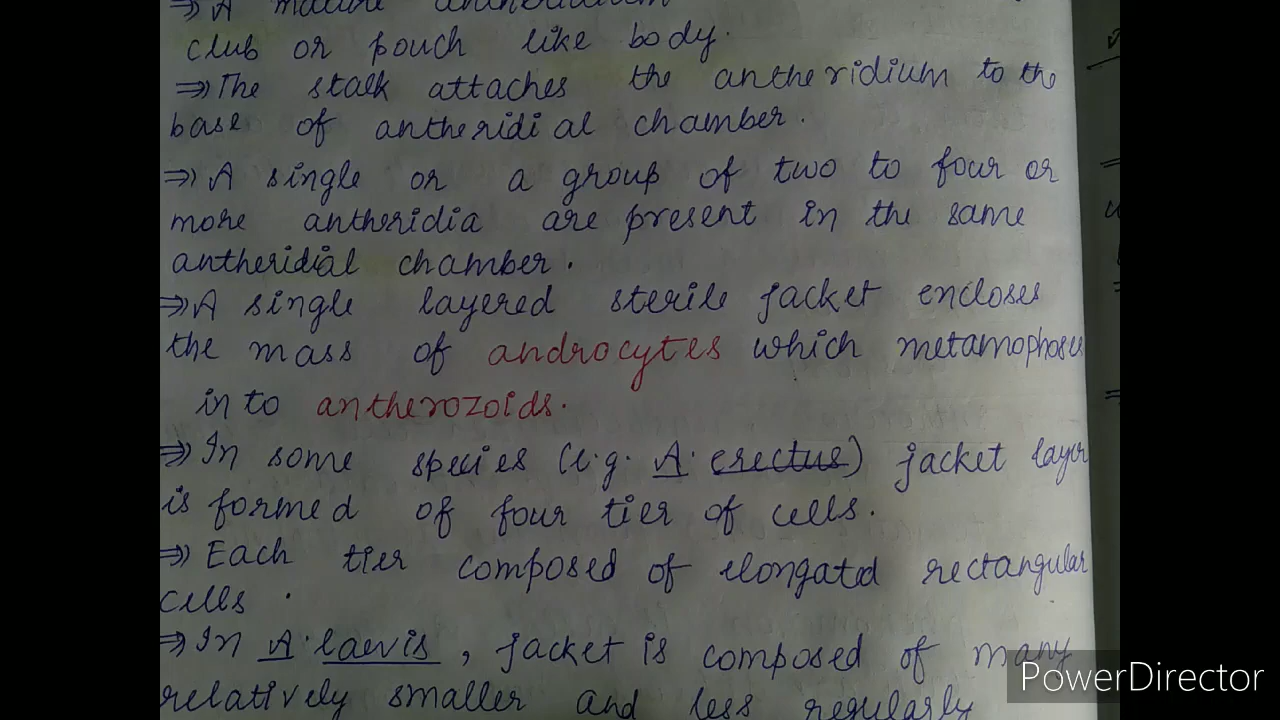 ⇒ A mature antheridium
club or pouch like body.
⇒ The stalk attaches the antheridium to the
base of antheridial chamber.
⇒ A single or a group of two to four or
more antheridia are present in the same
antheridial chamber.
⇒ A single layered sterile jacket encloses
the mass of androcytes which metamophoses
in to antherozoids.
⇒ In some species (e.g. A. erectus) jacket layer
is formed of four tier of cells.
⇒ Each tier composed of elongated rectangular
cells.
⇒ In A. laevis, jacket is composed of many
relatively smaller and less regularly
PowerDirector